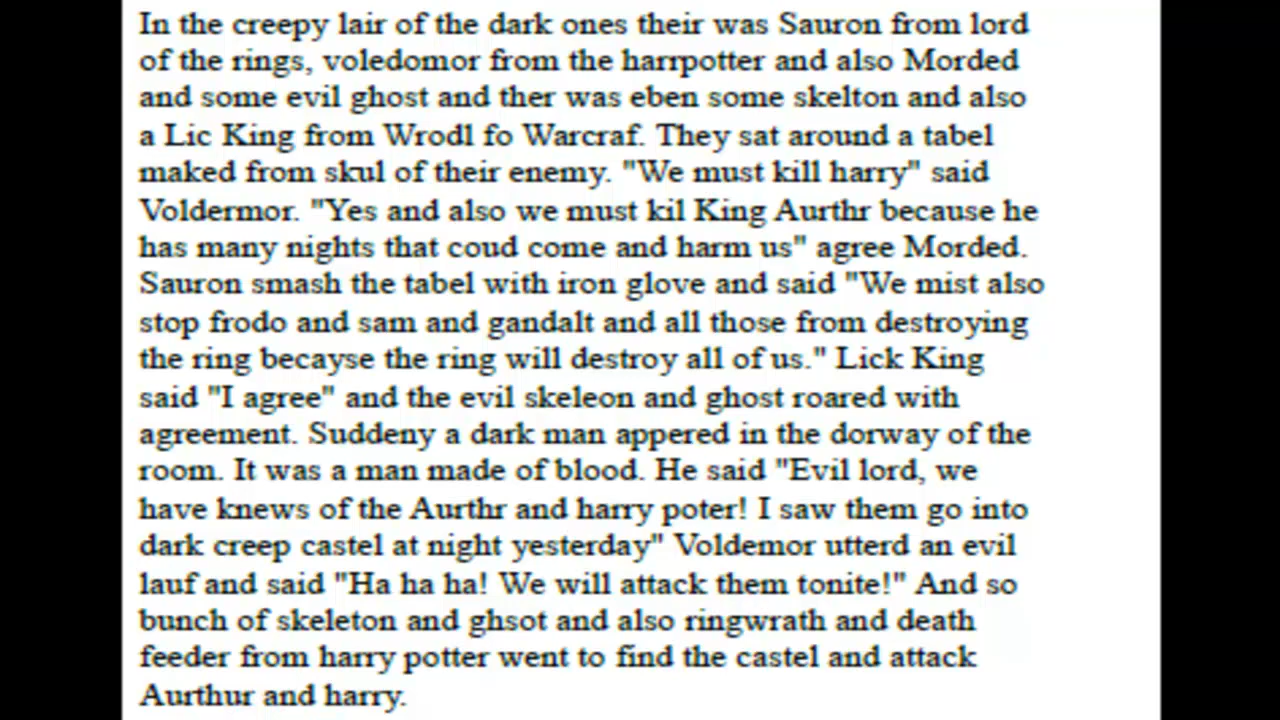 In the creepy lair of the dark ones their was Sauron from lord
of the rings, voledomor from the harrpotter and also Morded
and some evil ghost and ther was eben some skelton and also
a Lic King from Wrodl fo Warcraf. They sat around a tabel
maked from skul of their enemy. "We must kill harry" said
Voldermor. "Yes and also we must kil King Aurthr because he
has many nights that coud come and harm us" agree Morded.
Sauron smash the tabel with iron glove and said "We mist also
stop frodo and sam and gandalt and all those from destroying
the ring becayse the ring will destroy all of us." Lick King
said "I agree" and the evil skeleon and ghost roared with
agreement. Suddeny a dark man appered in the dorway of the
room. It was a man made of blood. He said "Evil lord, we
have knews of the Aurthr and harry poter! I saw them go into
dark creep castel at night yesterday" Voldemor utterd an evil
lauf and said "Ha ha ha! We will attack them tonite!" And so
bunch of skeleton and ghsot and also ringwrath and death
feeder from harry potter went to find the castel and attack
Aurthur and harry.